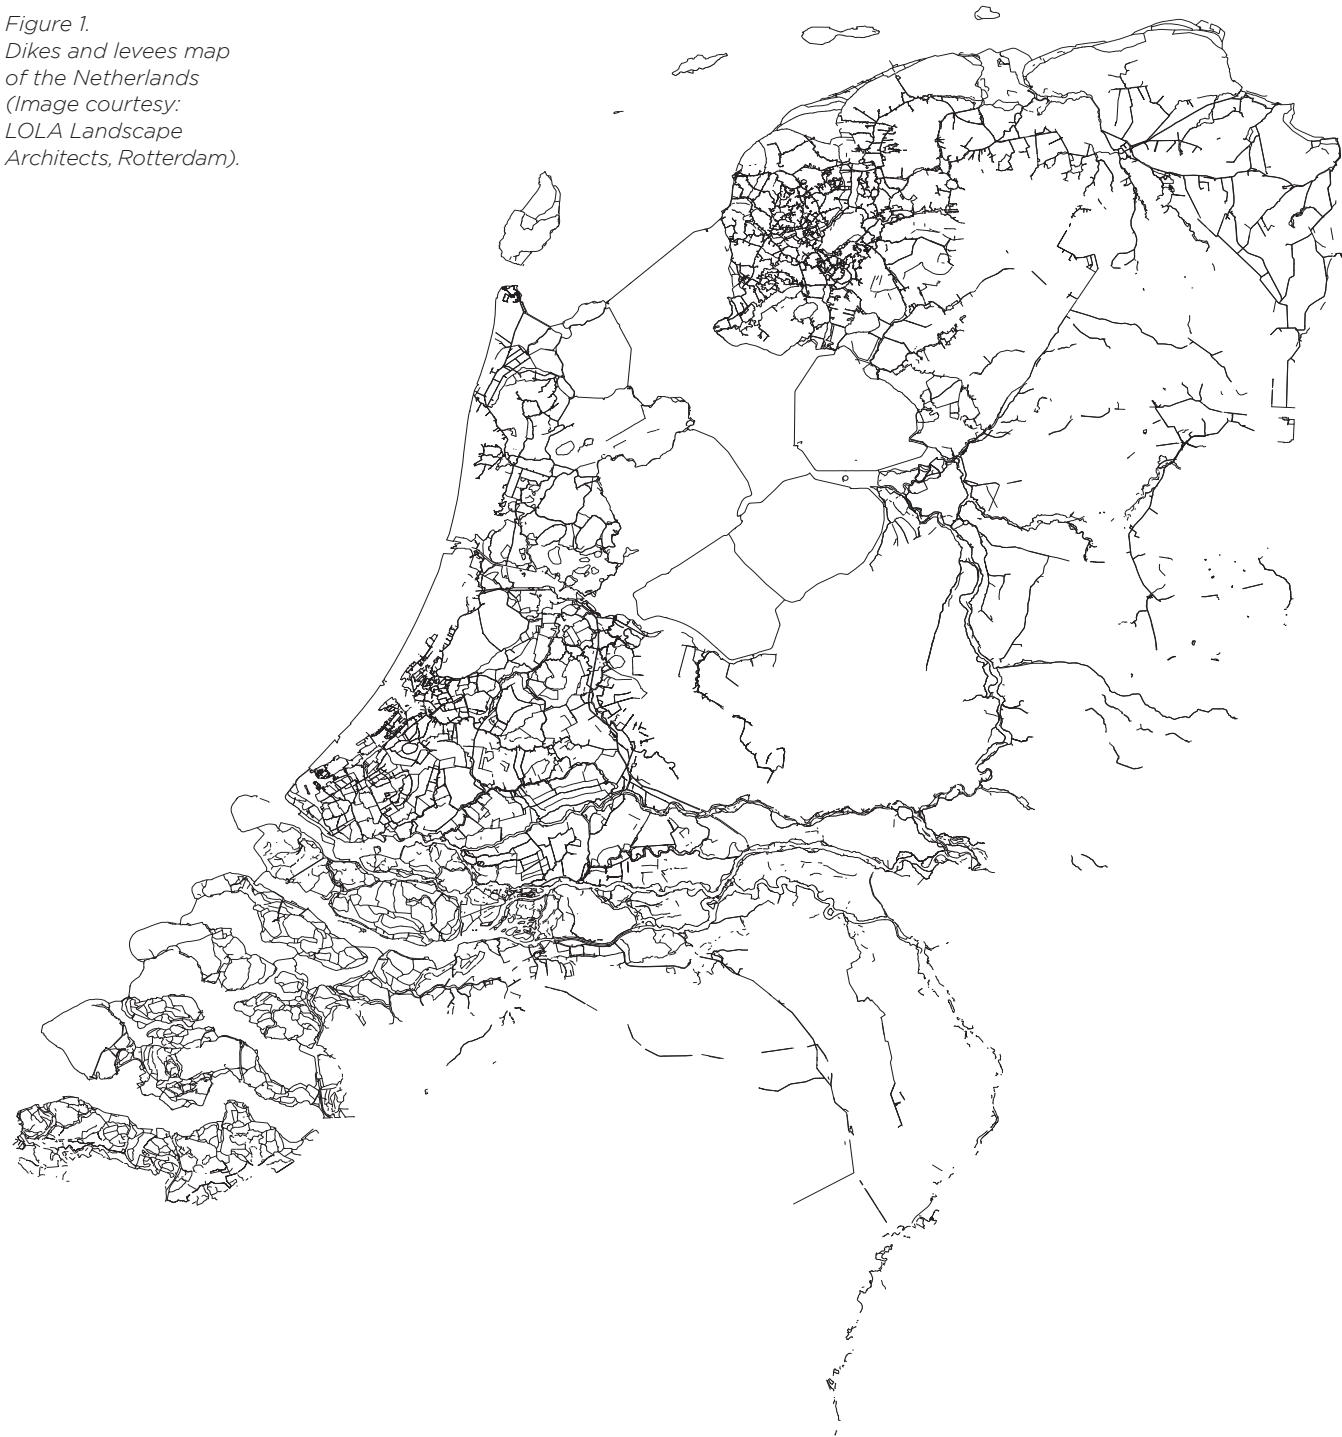 Figure 1.
Dikes and levees map
of the Netherlands
(Image courtesy:
LOLA Landscape
Architects, Rotterdam).